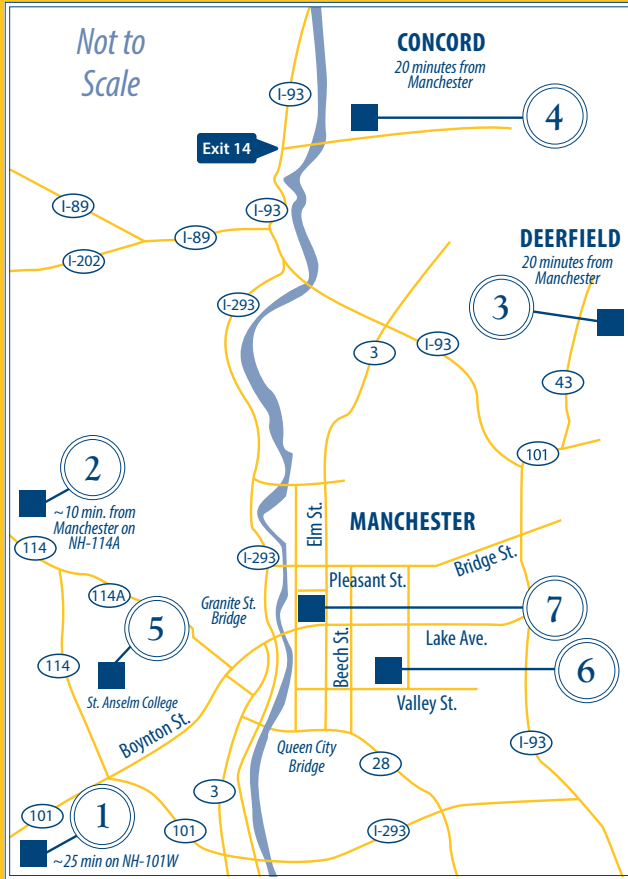 Not to
Scale
CONCORD
20 minutes from
Manchester
I-93
4
Exit 14
I-89
I-93
I-89
I-202
DEERFIELD
20 minutes from
Manchester
I-293
3
3
I-93
43
101
2
~10 min. from
Manchester on
NH-114A
114
MANCHESTER
Elm St.
I-293
Bridge St.
Pleasant St.
114A
Granite St.
Bridge
7
5
Beech St.
Lake Ave.
114
6
St. Anselm College
Valley St.
Boynton St.
Queen City
Bridge
I-93
28
3
101
1
101
I-293
~25 min on NH-101W